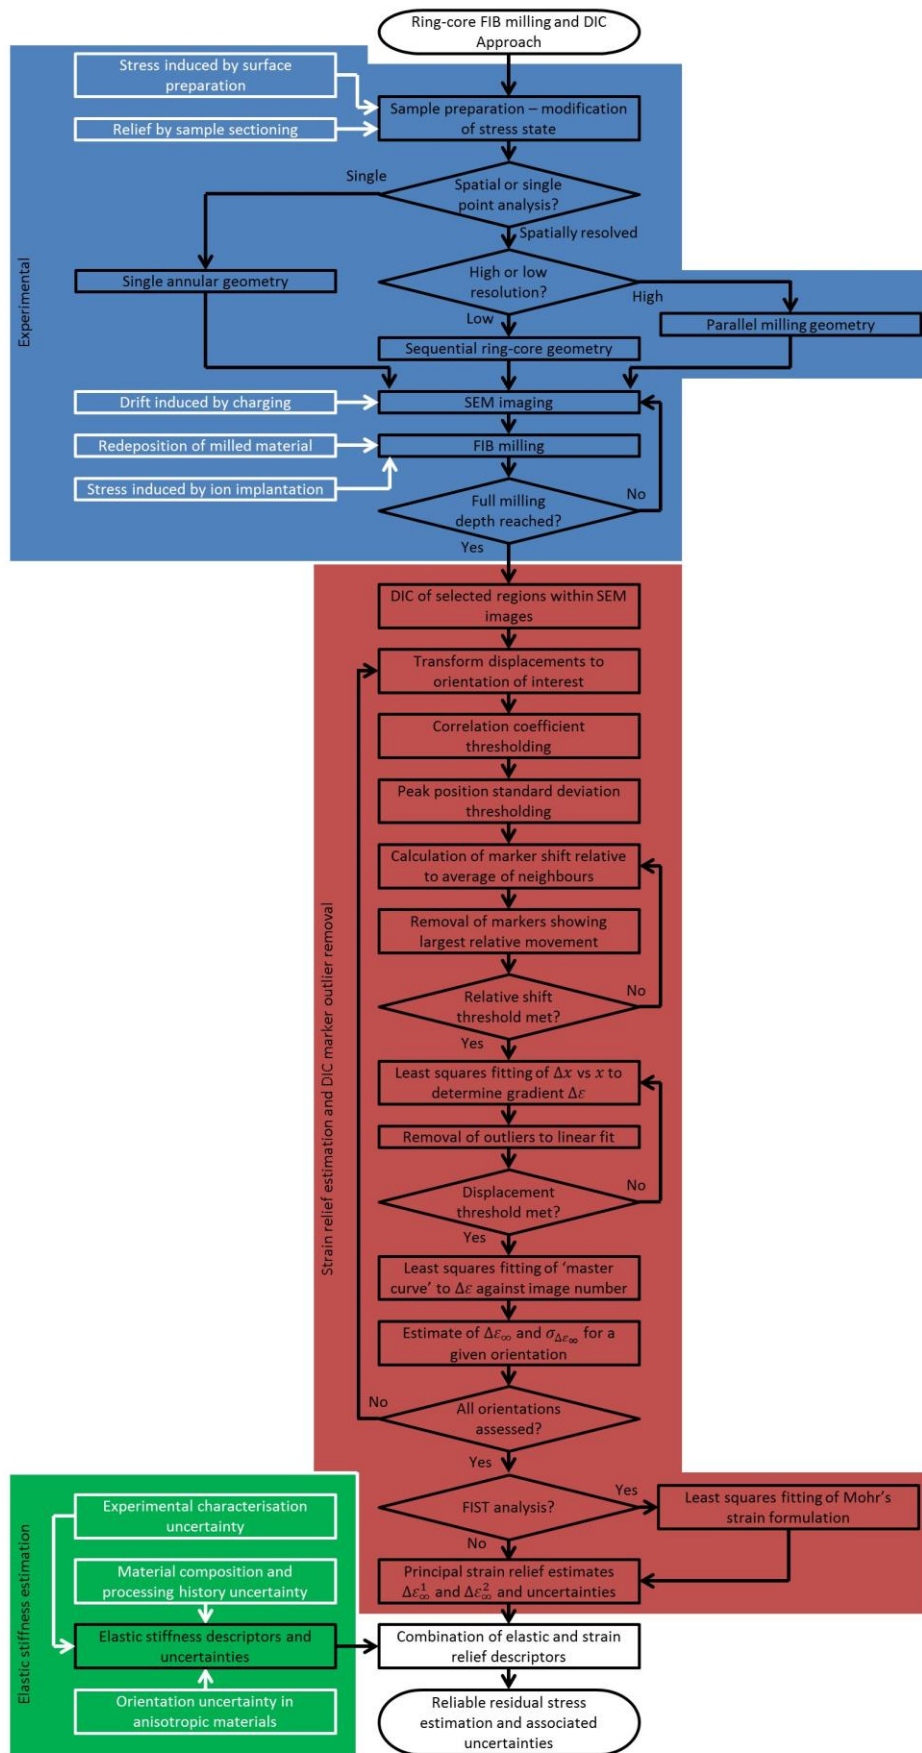 Ring-core FIB milling and DIC
Approach
Stress induced by surface
preparation
Relief by sample sectioning
Sample preparation – modification
of stress state
Single
Spatial or single
point analysis?
Spatially resolved
Single annular geometry
High or low
resolution?
High
Low
Parallel milling geometry
Sequential ring-core geometry
Experimental
Drift induced by charging
SEM imaging
Redeposition of milled material
FIB milling
Stress induced by ion implantation
Full milling
depth reached?
No
Yes
DIC of selected regions within SEM
images
Transform displacements to
orientation of interest
Correlation coefficient
thresholding
Peak position standard deviation
thresholding
Calculation of marker shift relative
to average of neighbours
Removal of markers showing
largest relative movement
Relative shift
threshold met?
No
Yes
Least squares fitting of Δx vs x to
determine gradient Δε
Removal of outliers to linear fit
Displacement
threshold met?
No
Yes
Least squares fitting of ‘master
curve’ to Δε against image number
Estimate of Δε∞ and σΔε∞ for a
given orientation
No
All orientations
assessed?
Yes
Strain relief estimation and DIC marker outlier removal
FIST analysis?
Yes
Least squares fitting of Mohr’s
strain formulation
No
Principal strain relief estimates
Δε¹∞ and Δε²∞ and uncertainties
Experimental characterisation
uncertainty
Material composition and
processing history uncertainty
Elastic stiffness descriptors and
uncertainties
Orientation uncertainty in
anisotropic materials
Elastic stiffness estimation
Combination of elastic and strain
relief descriptors
Reliable residual stress
estimation and associated
uncertainties